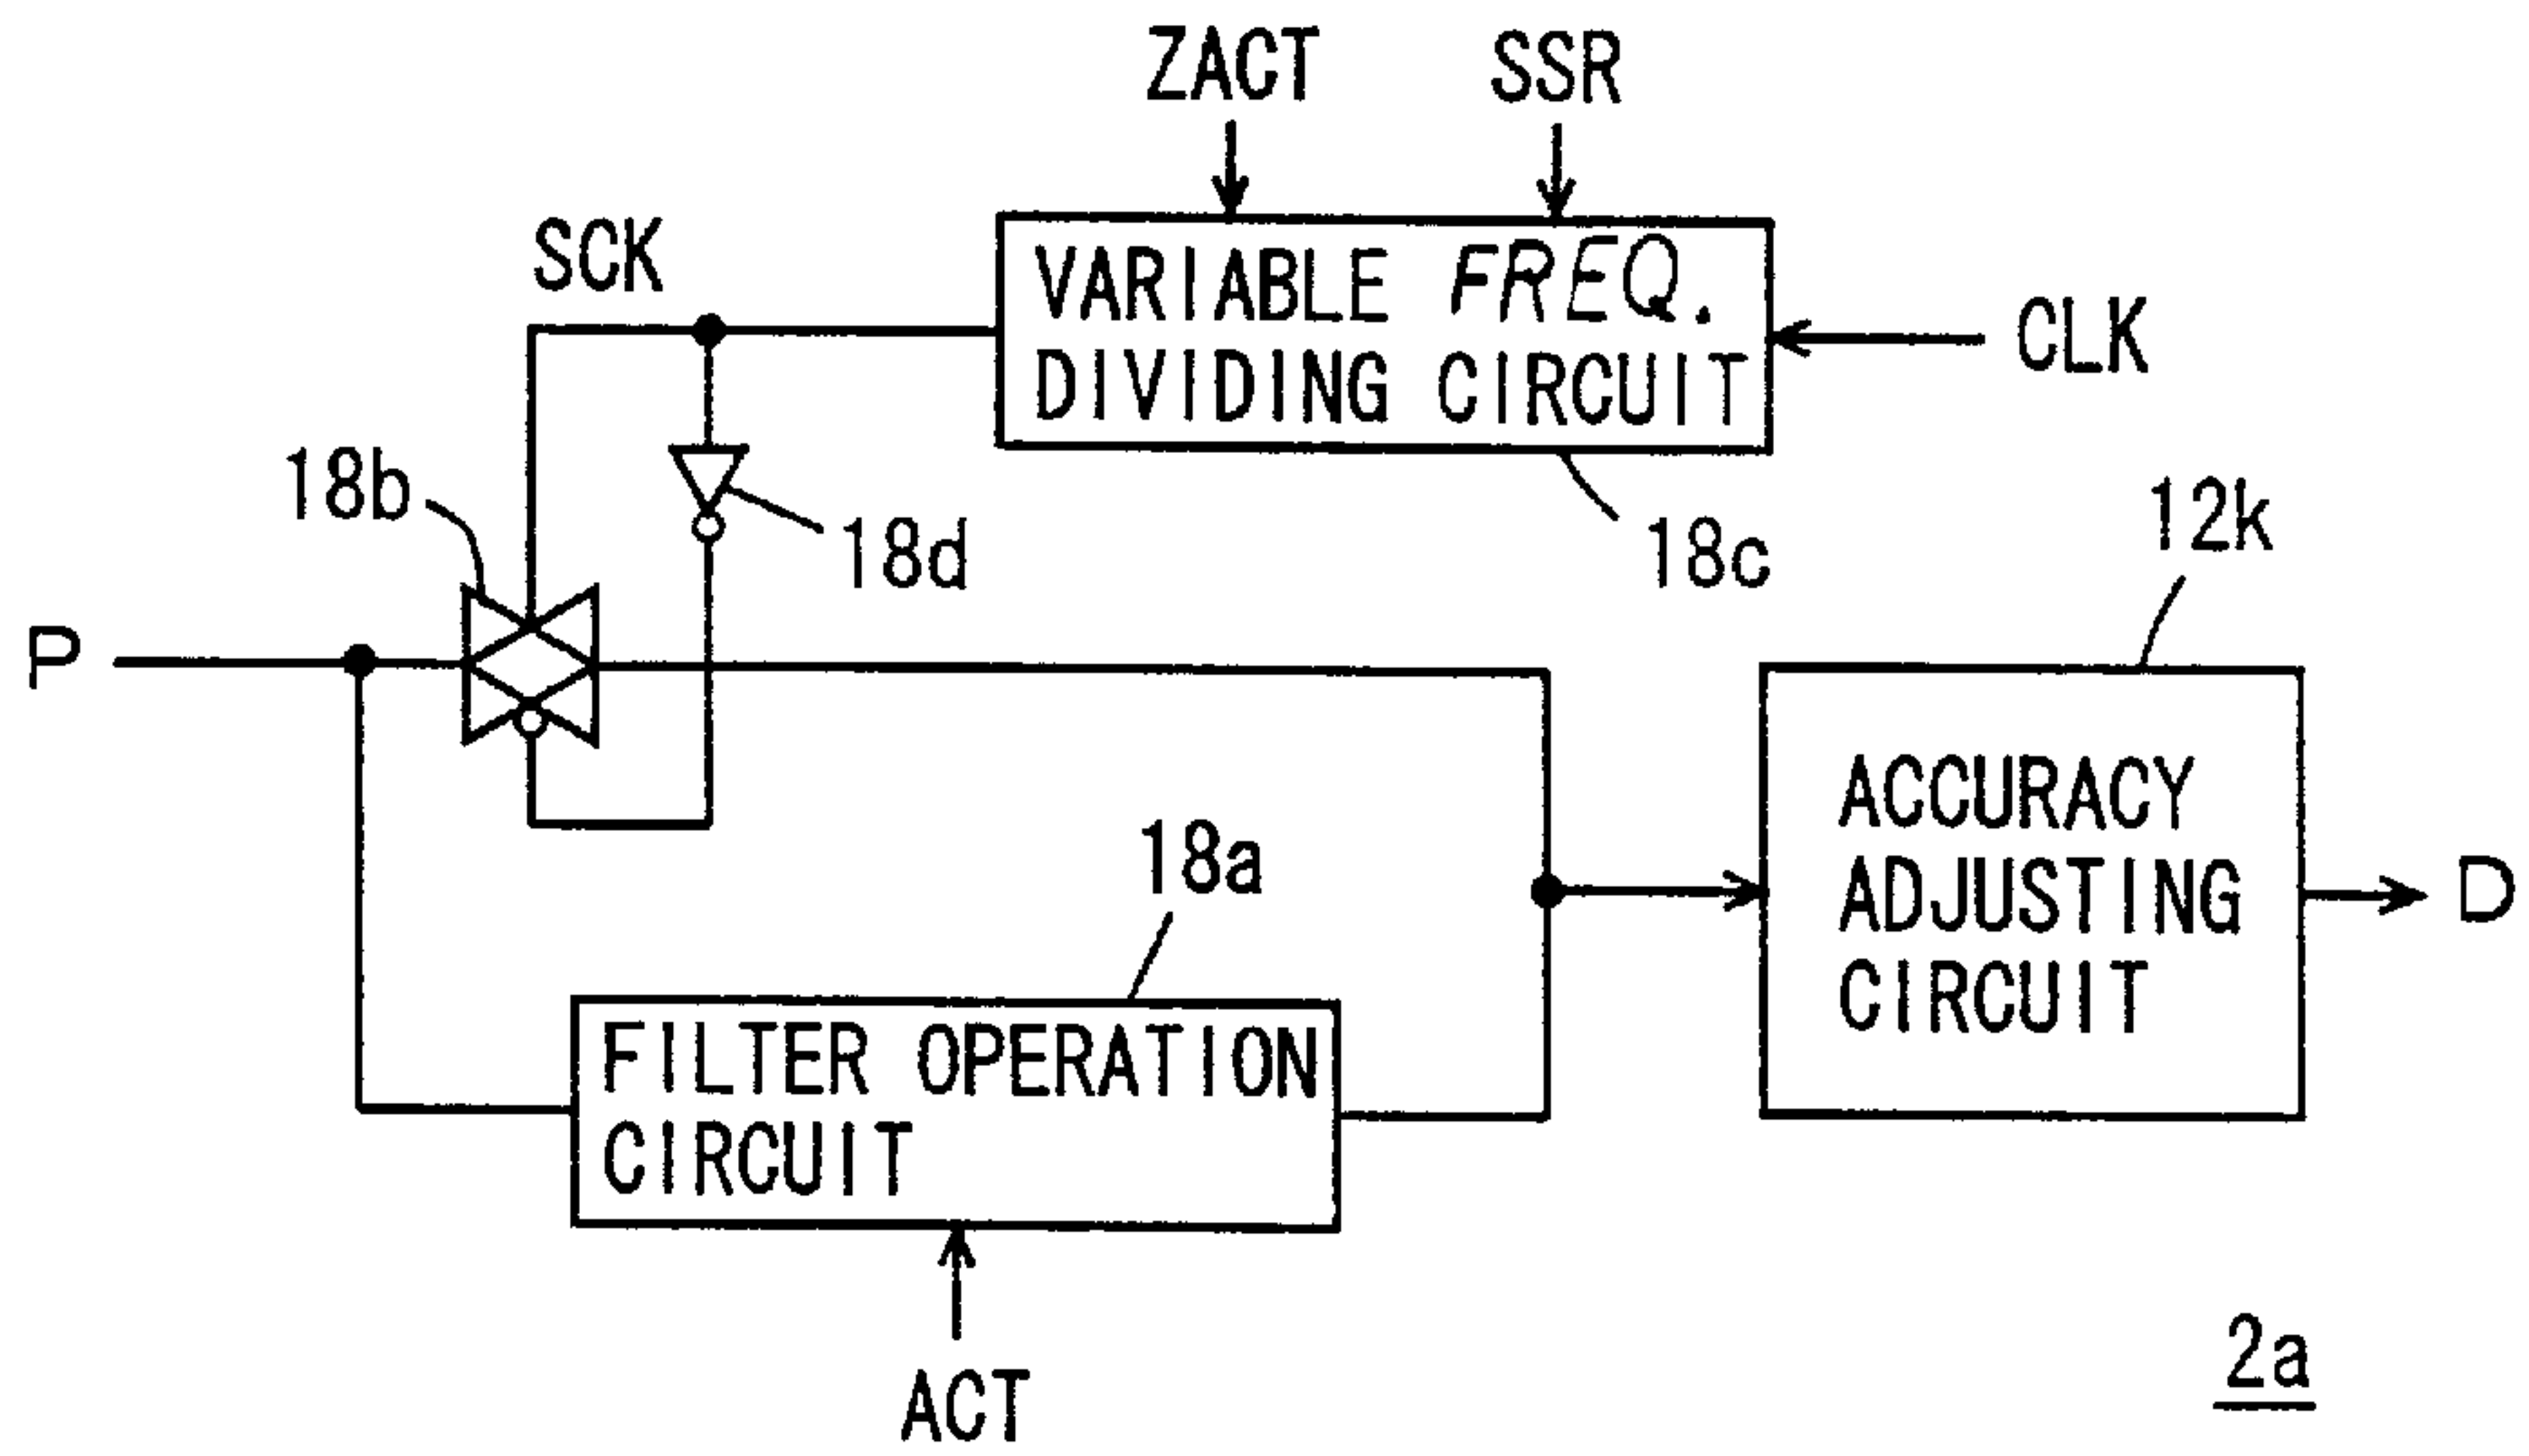 ZACT
SSR
SCK
VARIABLE FREQ.
DIVIDING CIRCUIT
CLK
18b
18d
18c
12k
P
ACCURACY
ADJUSTING
CIRCUIT
D
18a
FILTER OPERATION
CIRCUIT
ACT
2a